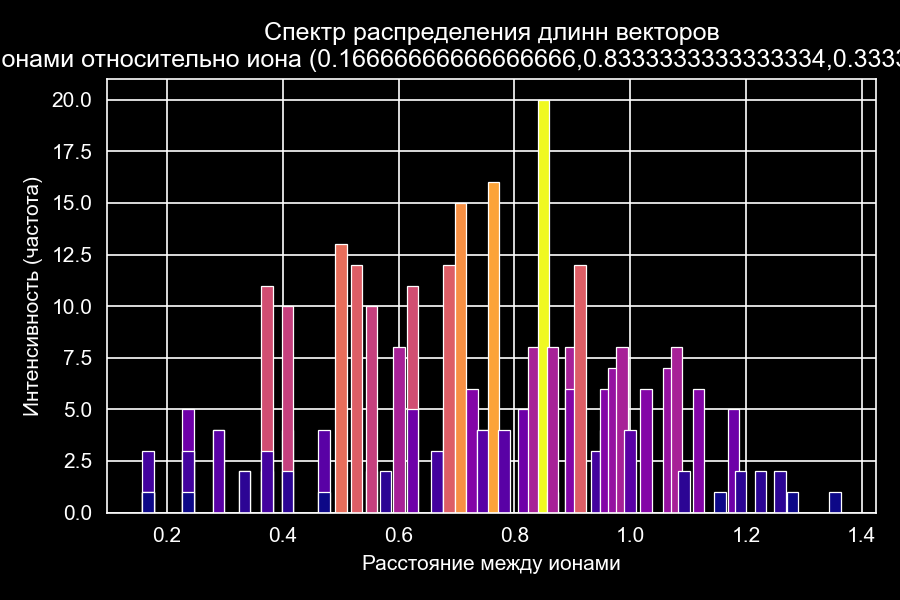 Спектр распределения длинн векторов
онами относительно иона (0.16666666666666666,0.8333333333333334,0.333
Интенсивность (частота)
20.0
17.5
15.0
12.5
10.0
7.5
5.0
2.5
0.0
0.2 0.4 0.6 0.8 1.0 1.2 1.4
Расстояние между ионами